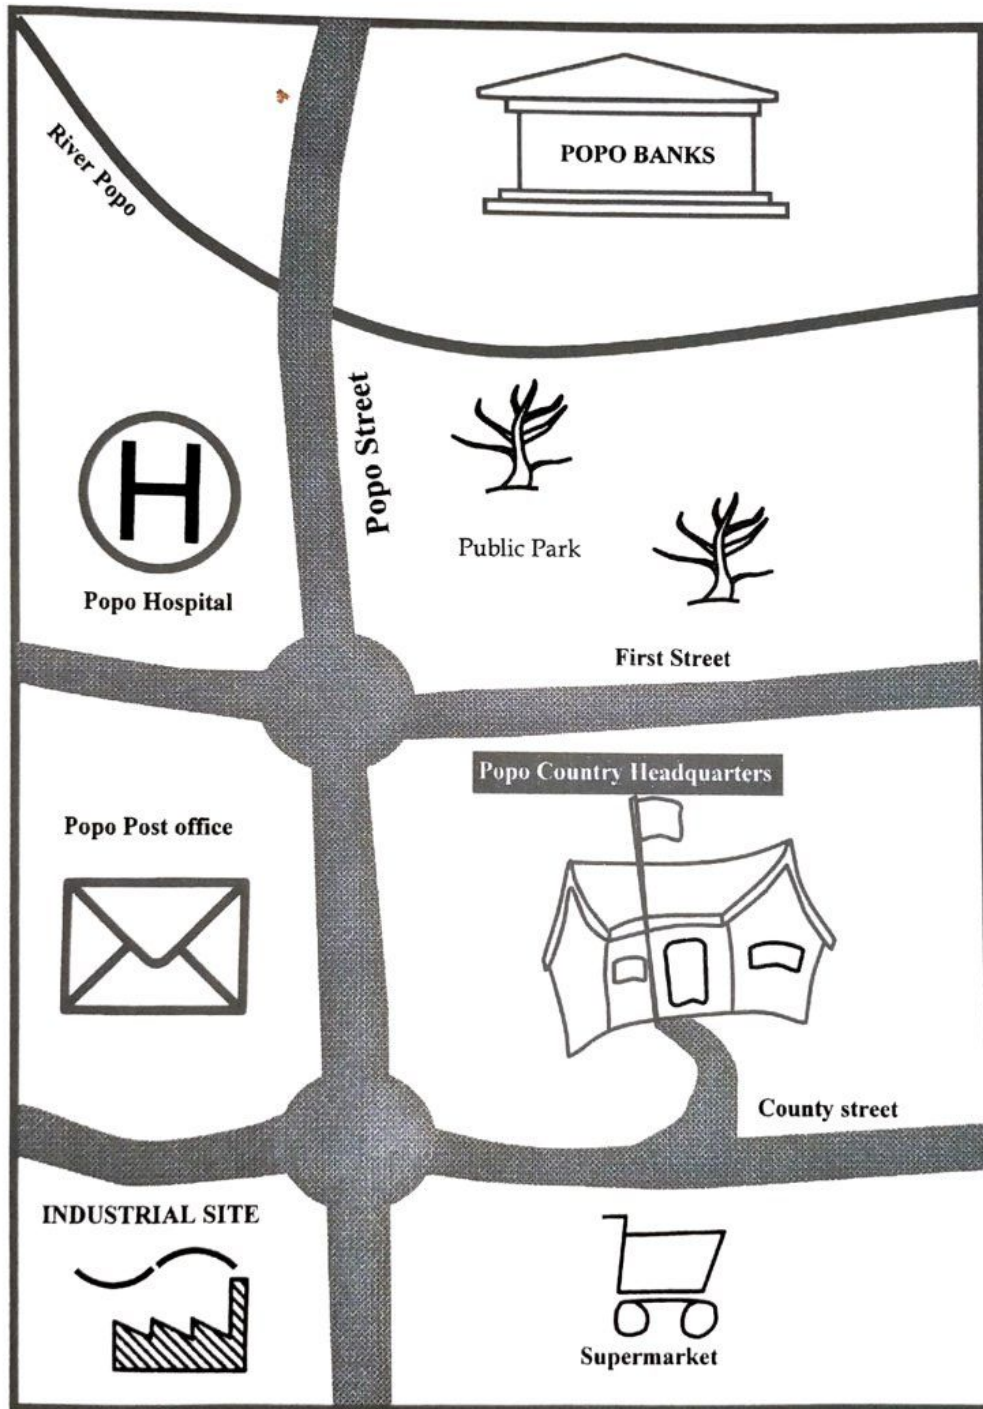 POPO BANKS
River Popo
Popo Street
H
Public Park
Popo Hospital
First Street
Popo Country Headquarters
Popo Post office
County street
INDUSTRIAL SITE
Supermarket